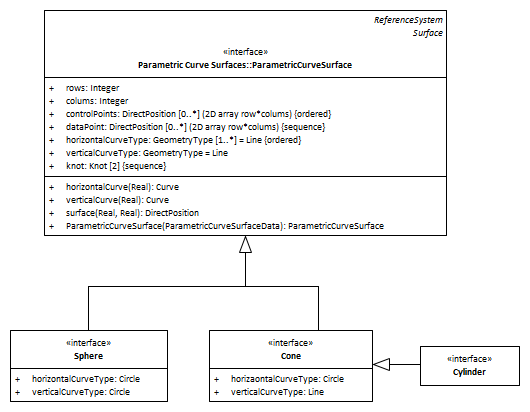 ReferenceSystem
Surface
«interface»
Parametric Curve Surfaces::ParametricCurveSurface
+ rows: Integer
+ colums: Integer
+ controlPoints: DirectPosition [0..*] (2D array row*colums) {ordered}
+ dataPoint: DirectPosition [0..*] (2D array row*colums) {sequence}
+ horizontalCurveType: GeometryType [1..*] = Line {ordered}
+ verticalCurveType: GeometryType = Line
+ knot: Knot [2] {sequence}
+ horizontalCurve(Real): Curve
+ verticalCurve(Real): Curve
+ surface(Real, Real): DirectPosition
+ ParametricCurveSurface(ParametricCurveSurfaceData): ParametricCurveSurface
«interface»
Sphere
+ horizontalCurveType: Circle
+ verticalCurveType: Circle
«interface»
Cone
+ horizaontalCurveType: Circle
+ verticalCurveType: Line
«interface»
Cylinder